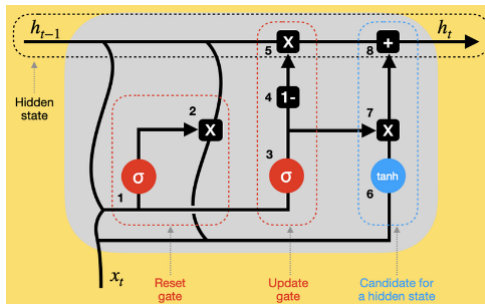 h_{t-1}
h_t
5
X
8
+
Hidden
state
4
1-
2
X
7
X
3
1
σ
σ
tanh
6
x_t
Reset
gate
Update
gate
Candidate for
a hidden state